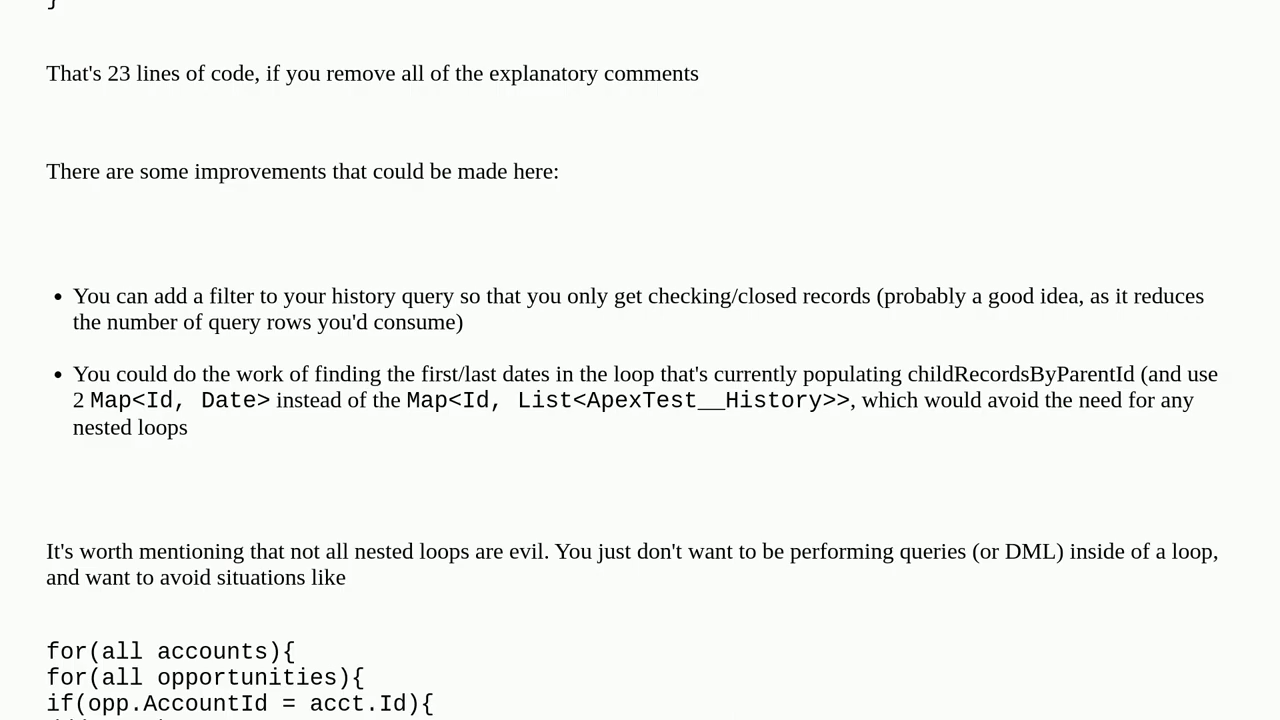 }
That's 23 lines of code, if you remove all of the explanatory comments
There are some improvements that could be made here:
• You can add a filter to your history query so that you only get checking/closed records (probably a good idea, as it reduces
the number of query rows you'd consume)
• You could do the work of finding the first/last dates in the loop that's currently populating childRecordsByParentId (and use
2 Map<Id, Date> instead of the Map<Id, List<ApexTest__History>>, which would avoid the need for any
nested loops
It's worth mentioning that not all nested loops are evil. You just don't want to be performing queries (or DML) inside of a loop,
and want to avoid situations like
for(all accounts){
for(all opportunities){
if(opp.AccountId = acct.Id){